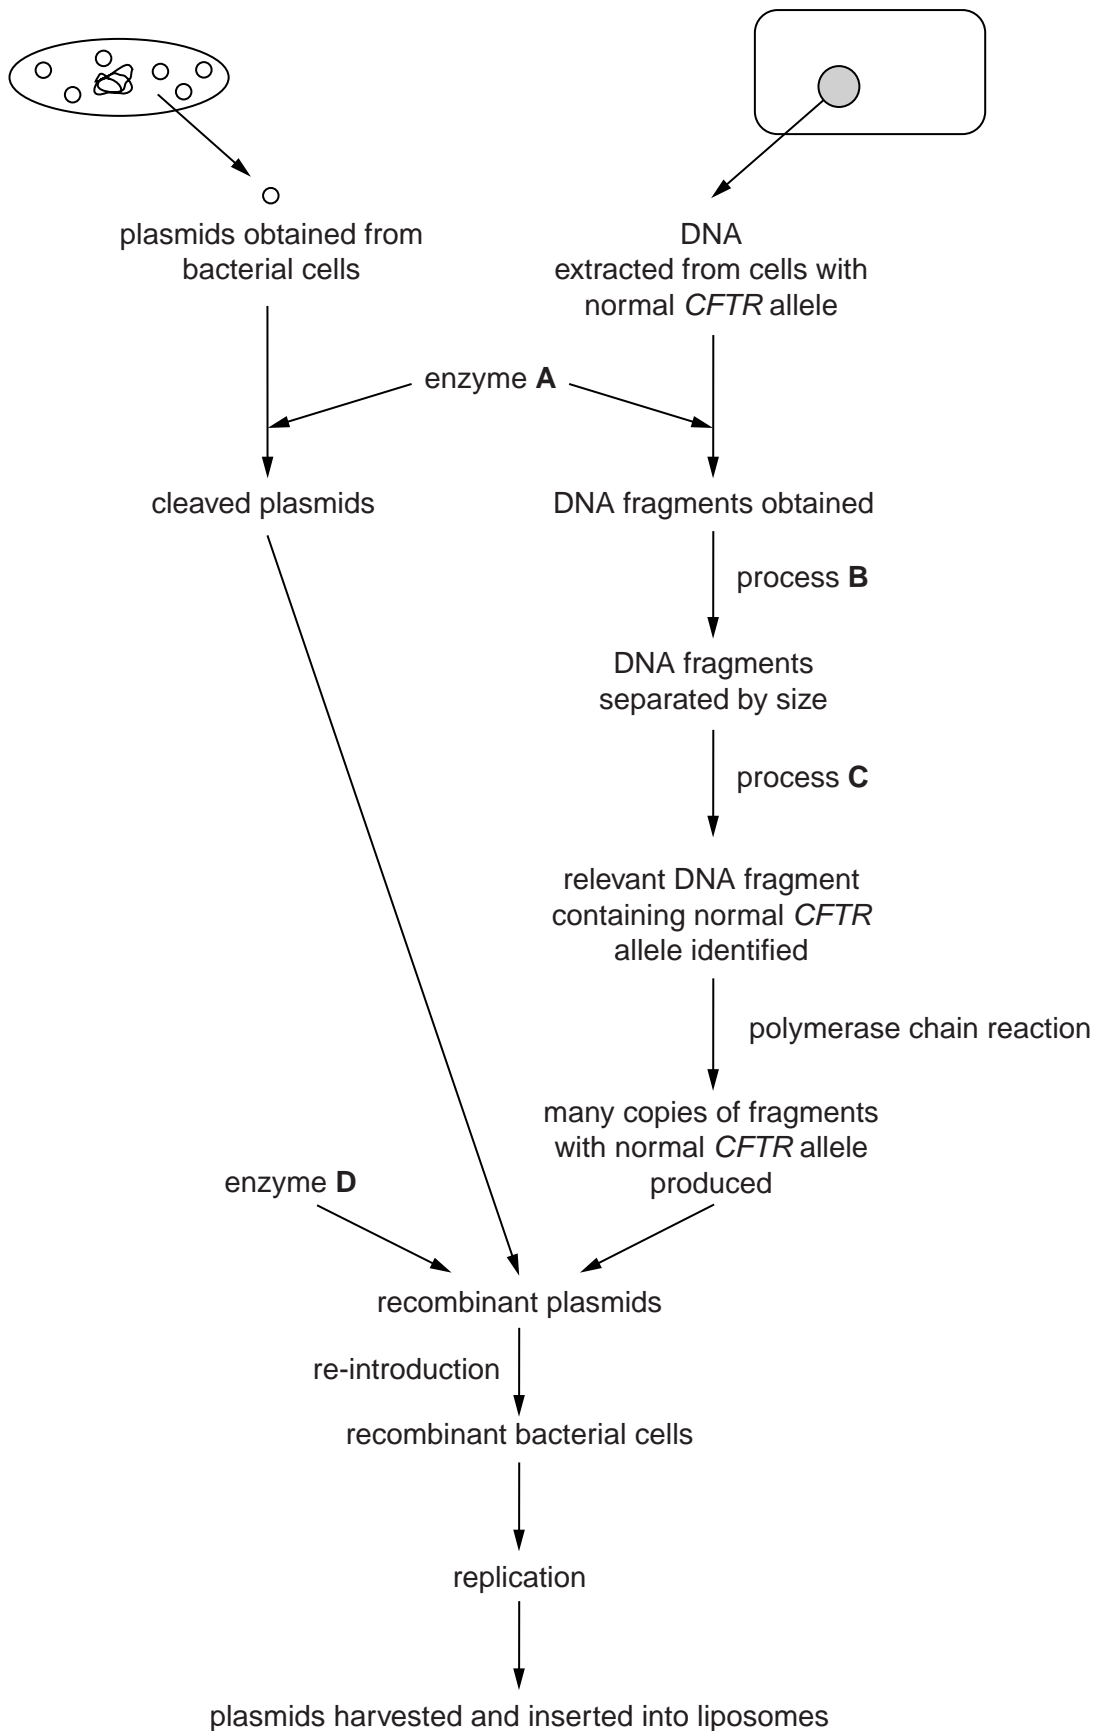 plasmids obtained from
bacterial cells
DNA
extracted from cells with
normal CFTR allele
enzyme A
cleaved plasmids
DNA fragments obtained
process B
DNA fragments
separated by size
process C
relevant DNA fragment
containing normal CFTR
allele identified
polymerase chain reaction
many copies of fragments
with normal CFTR allele
produced
enzyme D
recombinant plasmids
re-introduction
recombinant bacterial cells
replication
plasmids harvested and inserted into liposomes